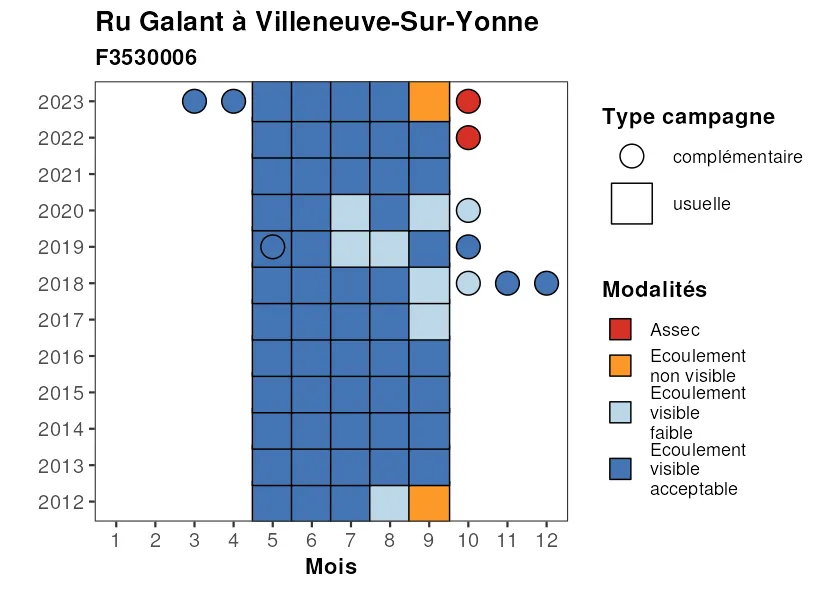 Ru Galant à Villeneuve-Sur-Yonne
F3530006
2023
2022
2021
2020
2019
2018
2017
2016
2015
2014
2013
2012
1 2 3 4 5 6 7 8 9 10 11 12
Mois
Type campagne
complémentaire
usuelle
Modalités
Assec
Ecoulement
non visible
Ecoulement
visible
faible
Ecoulement
visible
acceptable